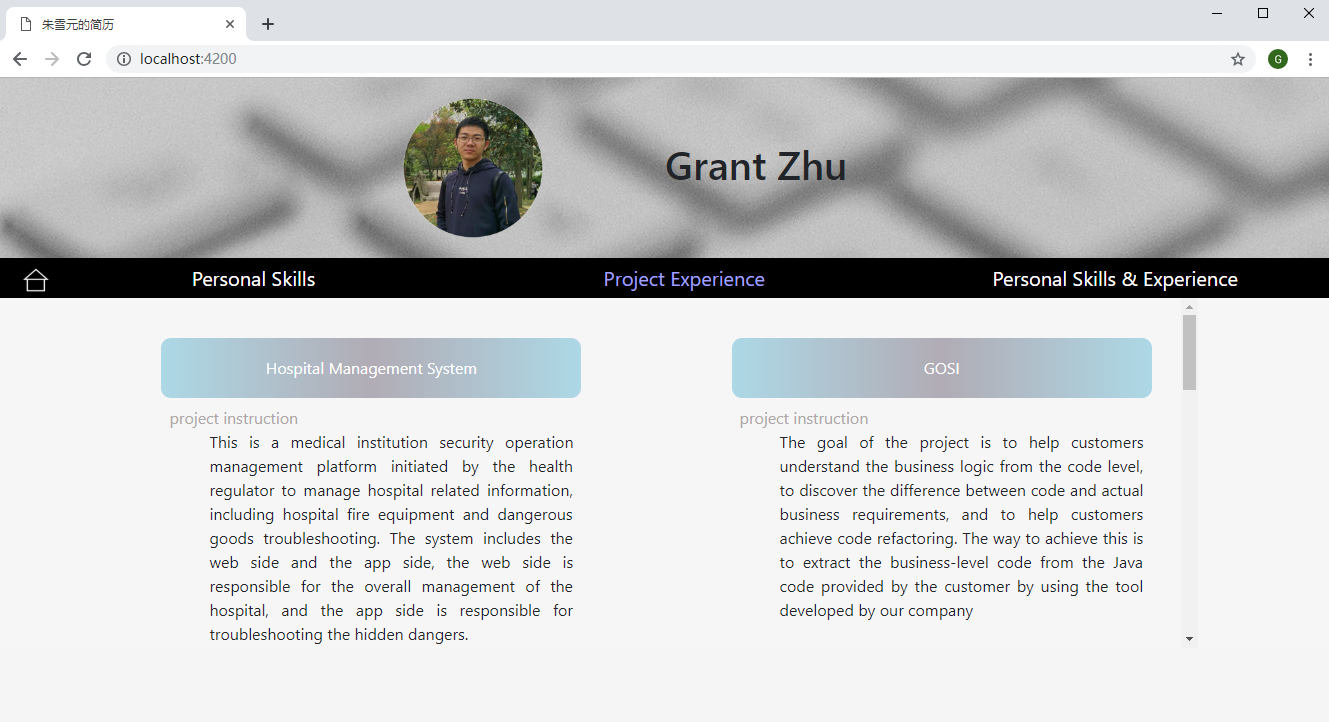 朱雪元的简历
localhost:4200
G
Grant Zhu
Personal Skills
Project Experience
Personal Skills & Experience
Hospital Management System
project instruction
This is a medical institution security operation
management platform initiated by the health
regulator to manage hospital related information,
including hospital fire equipment and dangerous
goods troubleshooting. The system includes the
web side and the app side, the web side is
responsible for the overall management of the
hospital, and the app side is responsible for
troubleshooting the hidden dangers.
GOSI
project instruction
The goal of the project is to help customers
understand the business logic from the code level,
to discover the difference between code and actual
business requirements, and to help customers
achieve code refactoring. The way to achieve this is
to extract the business-level code from the Java
code provided by the customer by using the tool
developed by our company